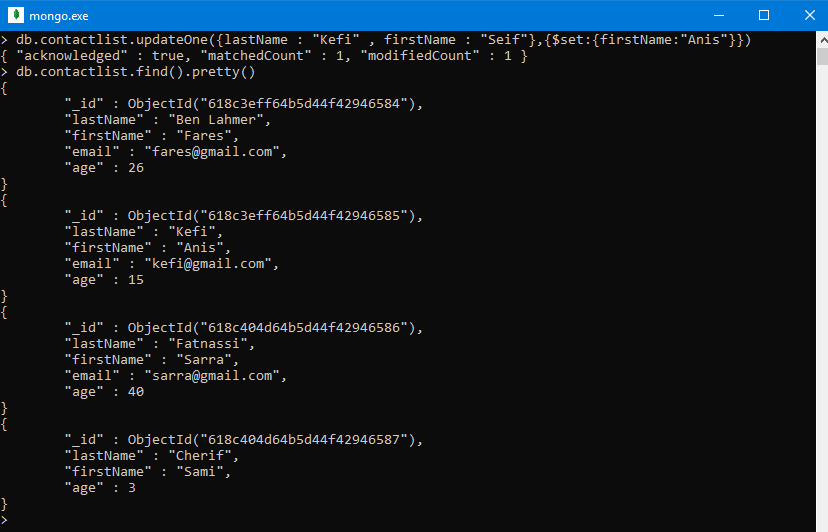 mongo.exe
> db.contactlist.updateOne({lastName : "Kefi" , firstName : "Seif"},{$set:{firstName:"Anis"}})
{ "acknowledged" : true, "matchedCount" : 1, "modifiedCount" : 1 }
> db.contactlist.find().pretty()
{
        "_id" : ObjectId("618c3eff64b5d44f42946584"),
        "lastName" : "Ben Lahmer",
        "firstName" : "Fares",
        "email" : "fares@gmail.com",
        "age" : 26
}
{
        "_id" : ObjectId("618c3eff64b5d44f42946585"),
        "lastName" : "Kefi",
        "firstName" : "Anis",
        "email" : "kefi@gmail.com",
        "age" : 15
}
{
        "_id" : ObjectId("618c404d64b5d44f42946586"),
        "lastName" : "Fatnassi",
        "firstName" : "Sarra",
        "email" : "sarra@gmail.com",
        "age" : 40
}
{
        "_id" : ObjectId("618c404d64b5d44f42946587"),
        "lastName" : "Cherif",
        "firstName" : "Sami",
        "age" : 3
}
>